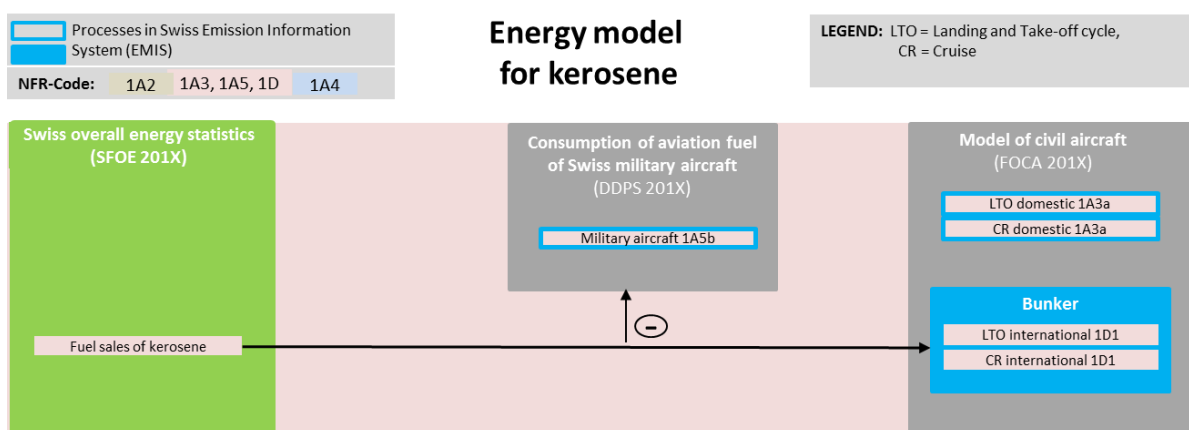 Processes in Swiss Emission Information
System (EMIS)
NFR-Code: 1A2 1A3, 1A5, 1D 1A4
Energy model
for kerosene
LEGEND: LTO = Landing and Take-off cycle,
CR = Cruise
Swiss overall energy statistics
(SFOE 201X)
Fuel sales of kerosene
Consumption of aviation fuel
of Swiss military aircraft
(DDPS 201X)
Military aircraft 1A5b
-
Model of civil aircraft
(FOCA 201X)
LTO domestic 1A3a
CR domestic 1A3a
Bunker
LTO international 1D1
CR international 1D1